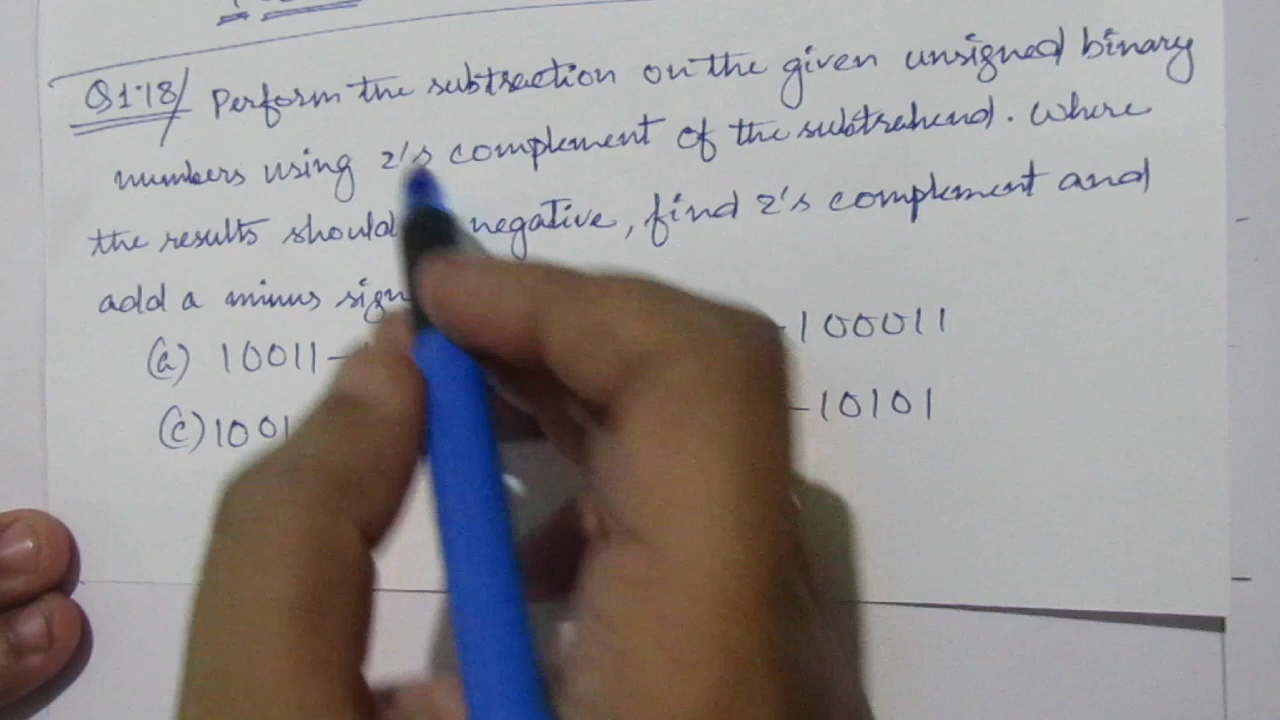 Q1.18/ Perform the subtraction on the given unsigned binary
numbers using 2's complement of the subtrahend. Where
the results should negative, find 2's complement and
add a minus sign
(a) 10011- -100011
(c) 1001 -10101